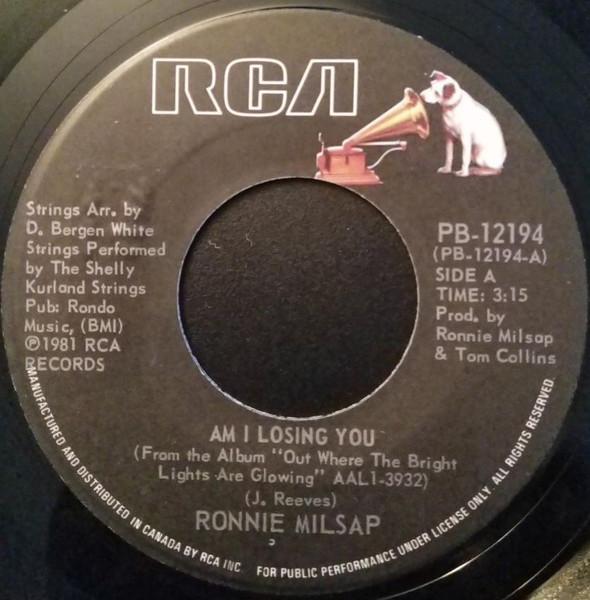 RCA
Strings Arr. by
D. Bergen White
Strings Performed
by The Shelly
Kurland Strings
Pub: Rondo
Music, (BMI)
℗1981 RCA
RECORDS
PB-12194
(PB-12194-A)
SIDE A
TIME: 3:15
Prod. by
Ronnie Milsap
& Tom Collins
AM I LOSING YOU
(From the Album "Out Where The Bright
Lights Are Glowing" AAL1-3932)
(J. Reeves)
RONNIE MILSAP
MANUFACTURED AND DISTRIBUTED IN CANADA BY RCA INC FOR PUBLIC PERFORMANCE UNDER LICENSE ONLY. ALL RIGHTS RESERVED